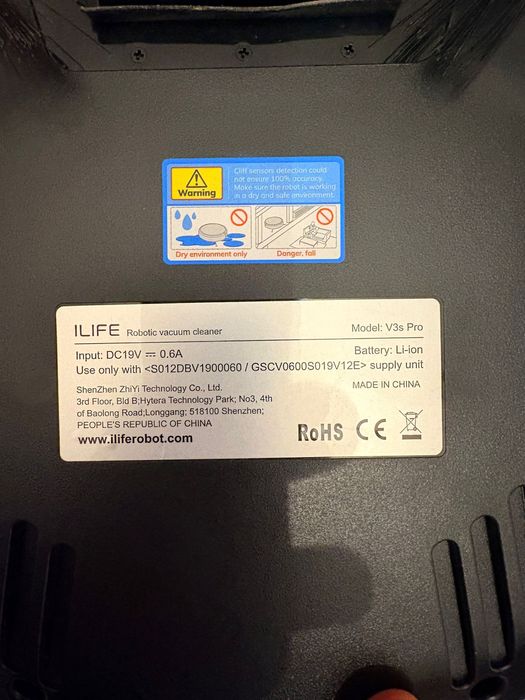 Warning
Cliff sensors detection could
not ensure 100% accuracy.
Make sure the robot is working
in a dry and safe environment.
Dry environment only
Danger, fall
ILIFE Robotic vacuum cleaner Model: V3s Pro
Input: DC19V ⎓ 0.6A Battery: Li-ion
Use only with <S012DBV1900060 / GSCV0600S019V12E> supply unit
ShenZhen ZhiYi Technology Co., Ltd. MADE IN CHINA
3rd Floor, Bld B;Hytera Technology Park; No3, 4th
of Baolong Road;Longgang; 518100 Shenzhen;
PEOPLE'S REPUBLIC OF CHINA
www.iliferobot.com RoHS CE